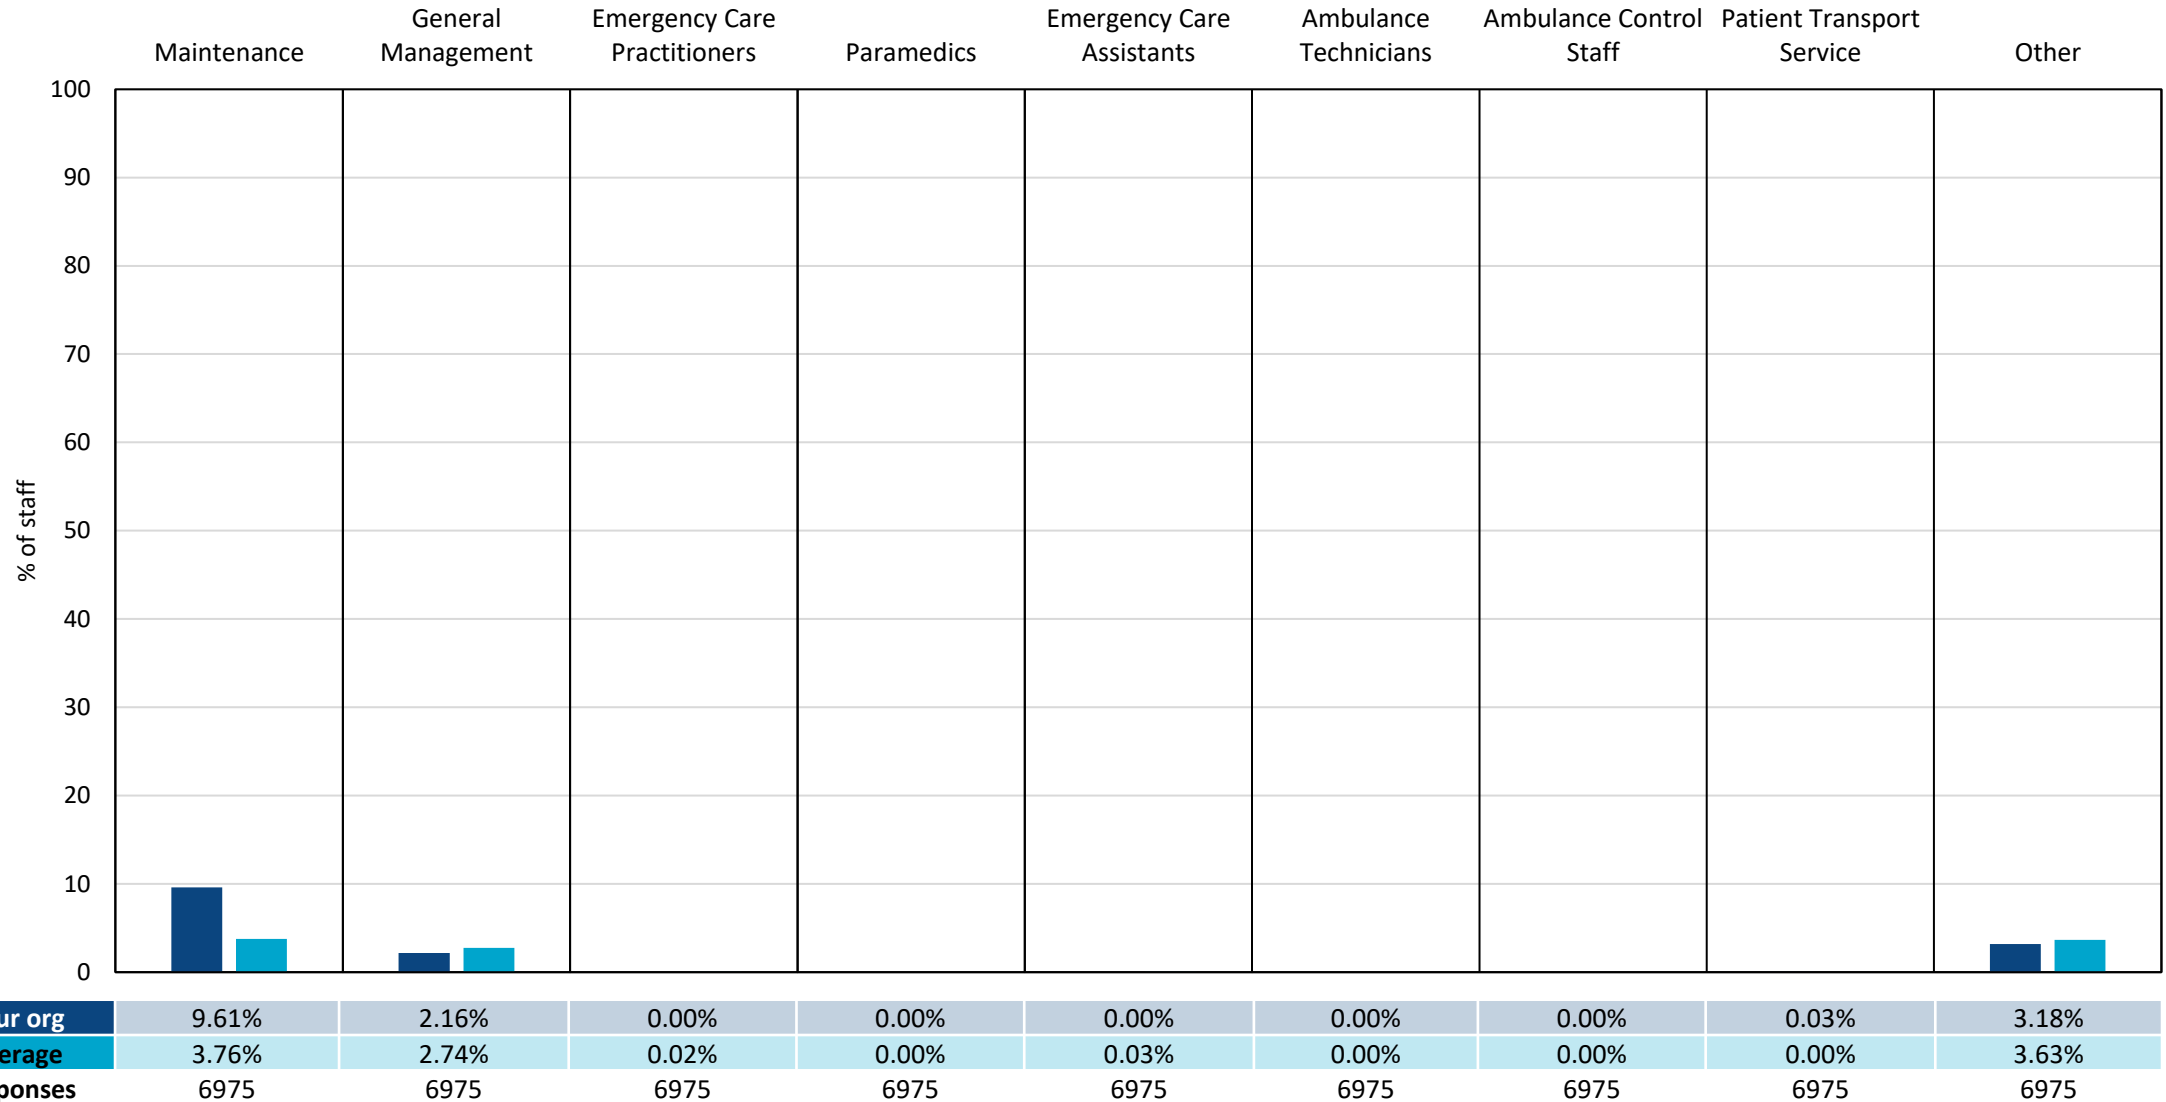 Maintenance
General
Management
Emergency Care
Practitioners
Paramedics
Emergency Care
Assistants
Ambulance
Technicians
Ambulance Control
Staff
Patient Transport
Service
Other
100
90
80
70
60
50
40
30
20
10
0
% of staff
ur org 9.61% 2.16% 0.00% 0.00% 0.00% 0.00% 0.00% 0.03% 3.18%
erage 3.76% 2.74% 0.02% 0.00% 0.03% 0.00% 0.00% 0.00% 3.63%
ponses 6975 6975 6975 6975 6975 6975 6975 6975 6975